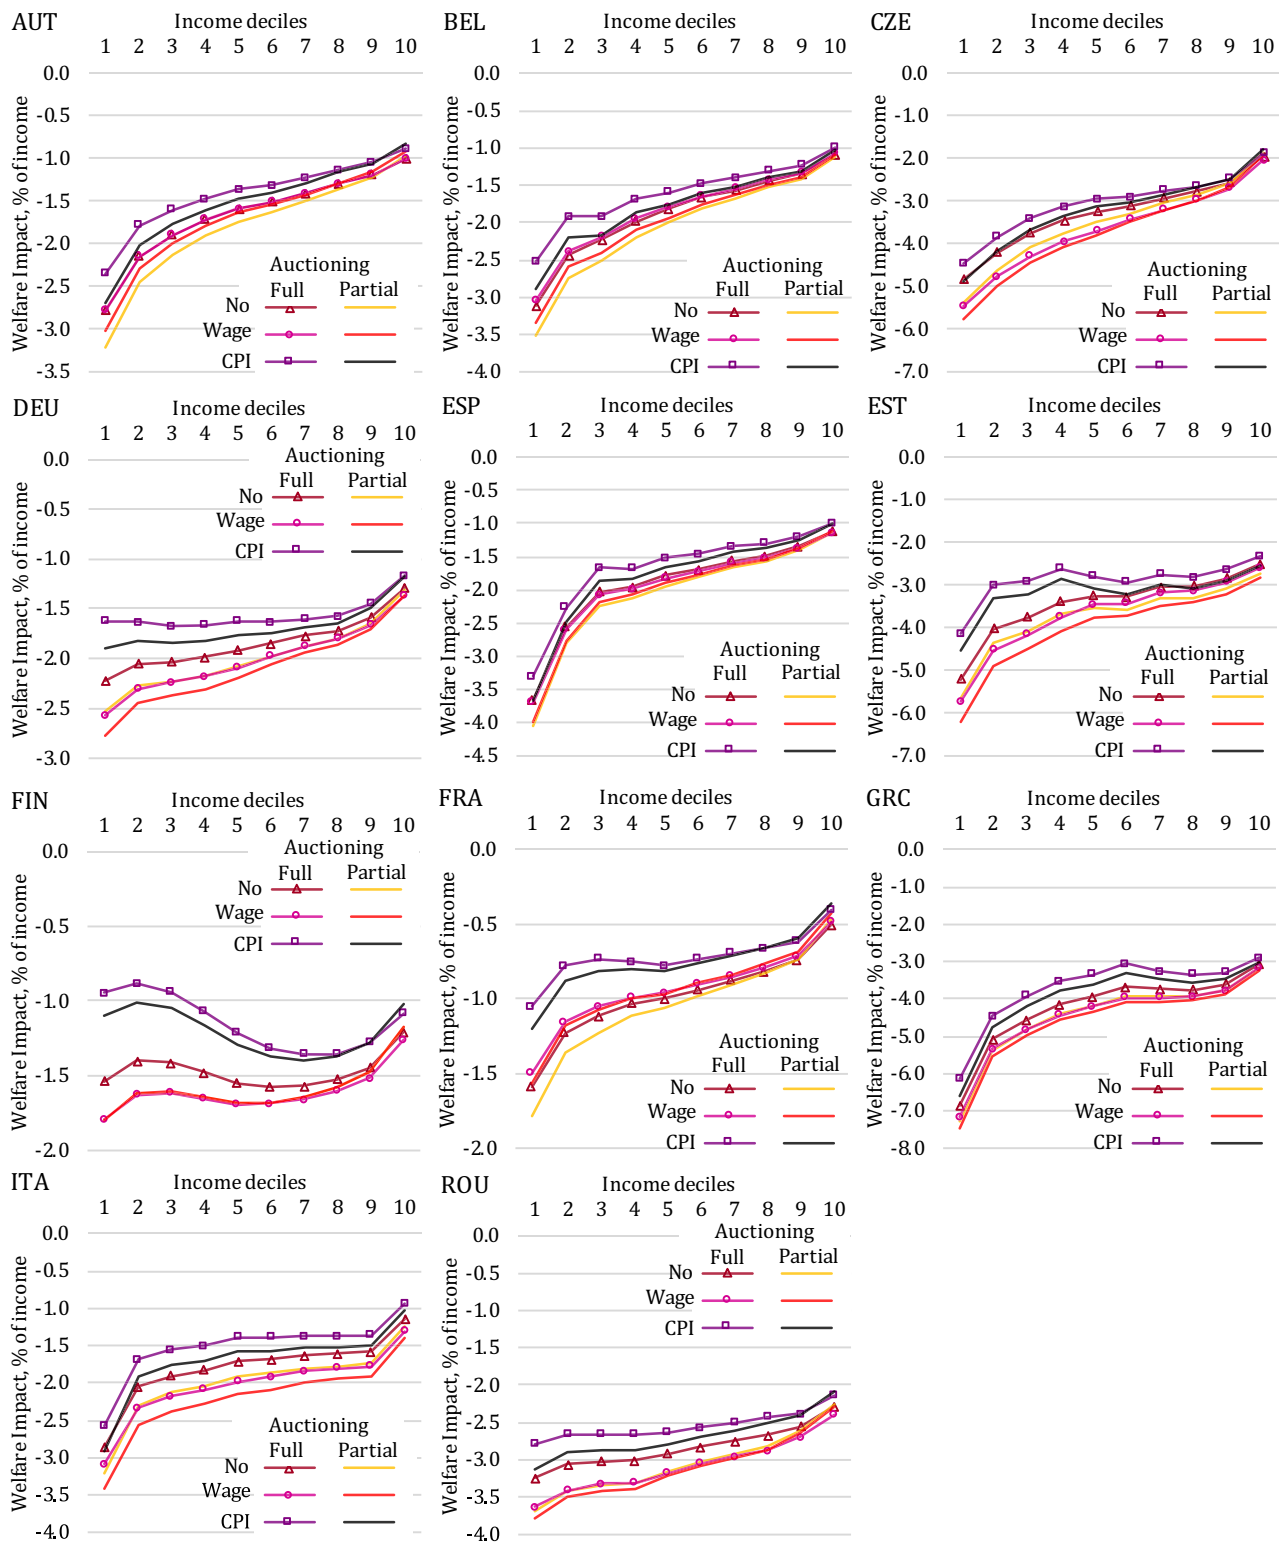 AUT Income deciles
1 2 3 4 5 6 7 8 9 10
0.0
-0.5
-1.0
-1.5
-2.0
-2.5
-3.0
-3.5
Welfare Impact, % of income
Auctioning
Full Partial
No
Wage
CPI
BEL Income deciles
1 2 3 4 5 6 7 8 9 10
0.0
-0.5
-1.0
-1.5
-2.0
-2.5
-3.0
-3.5
-4.0
Welfare Impact, % of income
Auctioning
Full Partial
No
Wage
CPI
CZE Income deciles
1 2 3 4 5 6 7 8 9 10
0.0
-1.0
-2.0
-3.0
-4.0
-5.0
-6.0
-7.0
Welfare Impact, % of income
Auctioning
Full Partial
No
Wage
CPI
DEU Income deciles
1 2 3 4 5 6 7 8 9 10
0.0
-0.5
-1.0
-1.5
-2.0
-2.5
-3.0
Welfare Impact, % of income
Auctioning
Full Partial
No
Wage
CPI
ESP Income deciles
1 2 3 4 5 6 7 8 9 10
0.0
-0.5
-1.0
-1.5
-2.0
-2.5
-3.0
-3.5
-4.0
-4.5
Welfare Impact, % of income
Auctioning
Full Partial
No
Wage
CPI
EST Income deciles
1 2 3 4 5 6 7 8 9 10
0.0
-1.0
-2.0
-3.0
-4.0
-5.0
-6.0
-7.0
Welfare Impact, % of income
Auctioning
Full Partial
No
Wage
CPI
FIN Income deciles
1 2 3 4 5 6 7 8 9 10
0.0
-0.5
-1.0
-1.5
-2.0
Welfare Impact, % of income
Auctioning
Full Partial
No
Wage
CPI
FRA Income deciles
1 2 3 4 5 6 7 8 9 10
0.0
-0.5
-1.0
-1.5
-2.0
Welfare Impact, % of income
Auctioning
Full Partial
No
Wage
CPI
GRC Income deciles
1 2 3 4 5 6 7 8 9 10
0.0
-1.0
-2.0
-3.0
-4.0
-5.0
-6.0
-7.0
-8.0
Welfare Impact, % of income
Auctioning
Full Partial
No
Wage
CPI
ITA Income deciles
1 2 3 4 5 6 7 8 9 10
0.0
-0.5
-1.0
-1.5
-2.0
-2.5
-3.0
-3.5
-4.0
Welfare Impact, % of income
Auctioning
Full Partial
No
Wage
CPI
ROU Income deciles
1 2 3 4 5 6 7 8 9 10
0.0
-0.5
-1.0
-1.5
-2.0
-2.5
-3.0
-3.5
-4.0
Welfare Impact, % of income
Auctioning
Full Partial
No
Wage
CPI